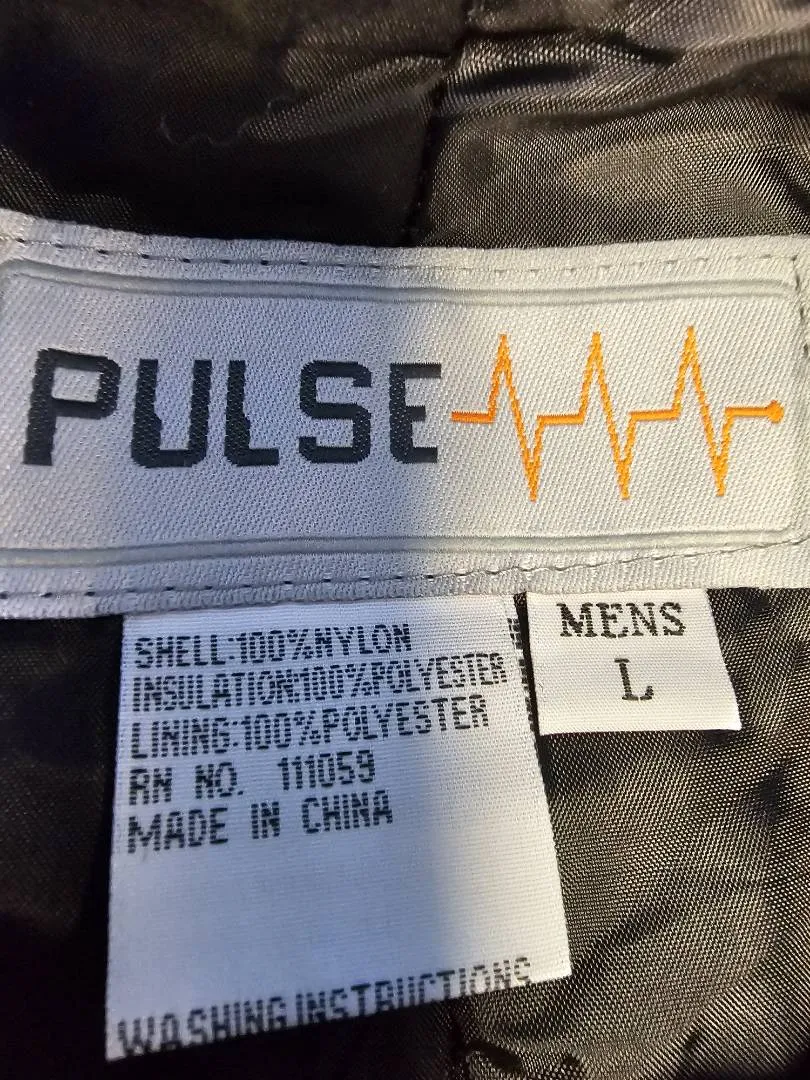 PULSE
SHELL:100%NYLON
INSULATION:100%POLYESTER
LINING:100%POLYESTER
RN NO. 111059
MADE IN CHINA
WASHING INSTRUCTIONS
MENS
L